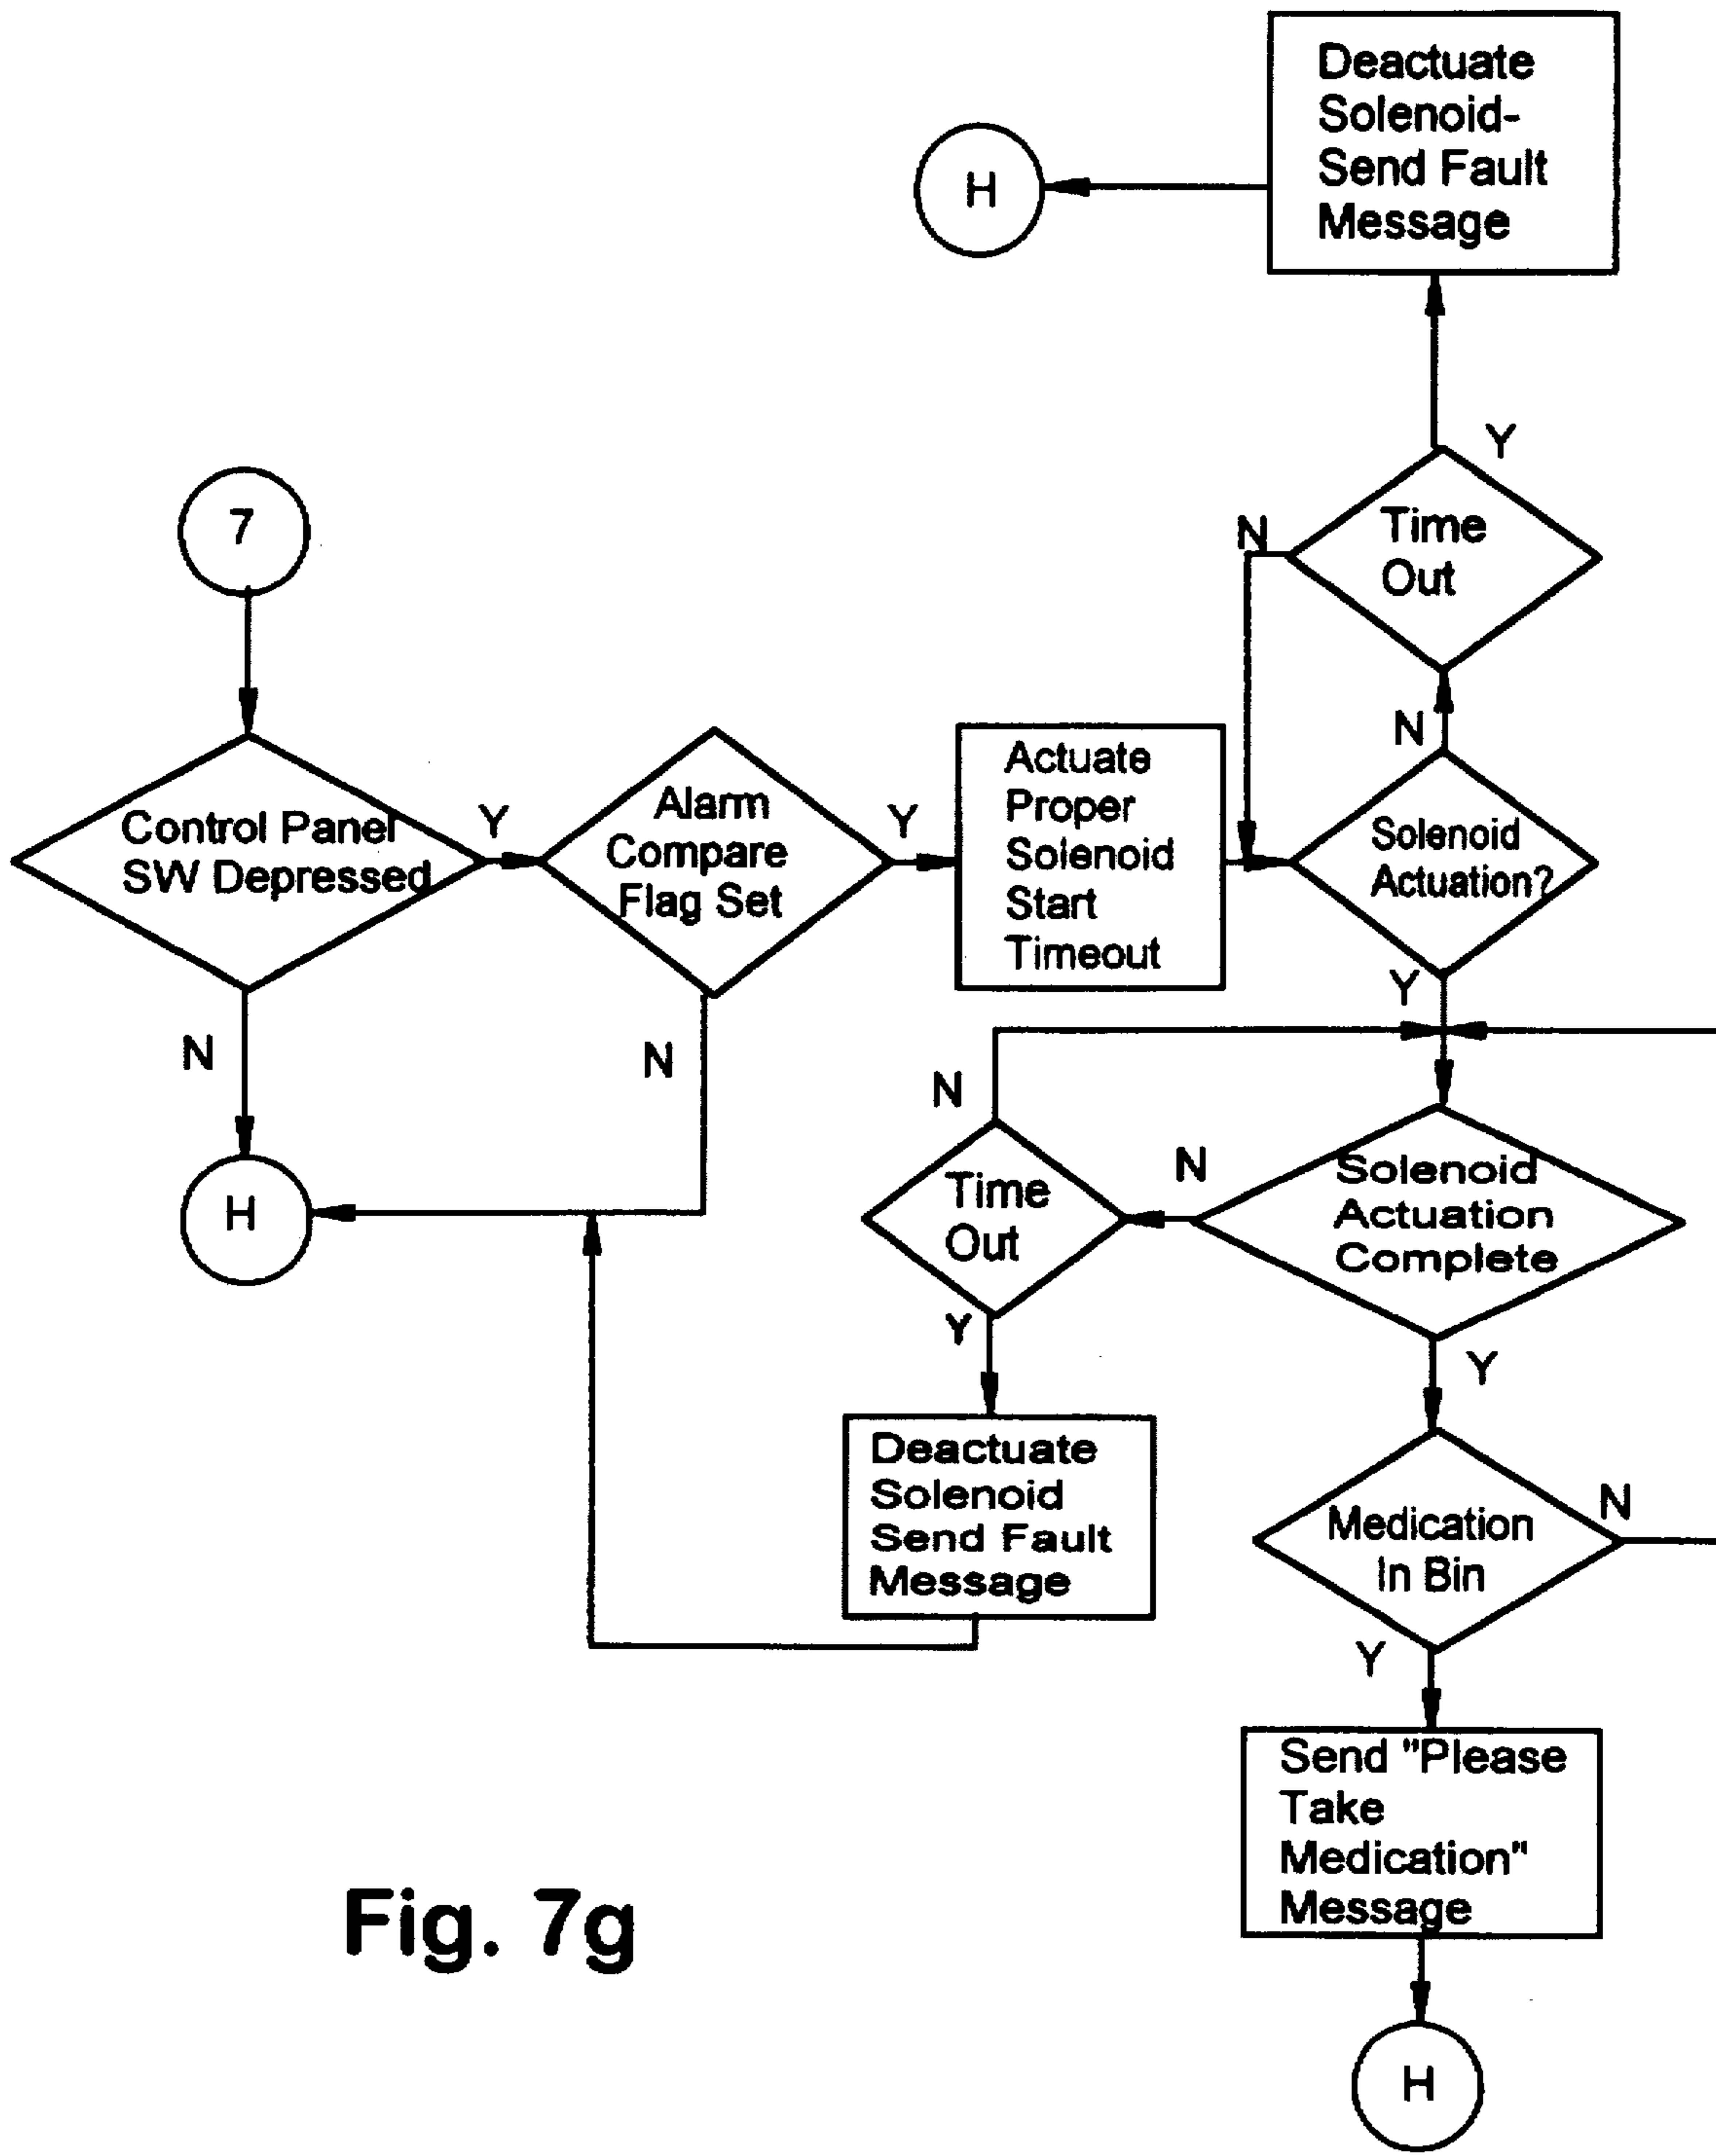 Deactuate
Solenoid-
Send Fault
Message
H
Y
Time
Out
N
7
N
Control Panel
SW Depressed
Y
Alarm
Compare
Flag Set
Y
Actuate
Proper
Solenoid
Start
Timeout
Solenoid
Actuation?
Y
N
N
N
Time
Out
N
Solenoid
Actuation
Complete
H
Y
Y
Deactuate
Solenoid
Send Fault
Message
Medication
In Bin
N
Y
Send "Please
Take
Medication"
Message
Fig. 7g
H